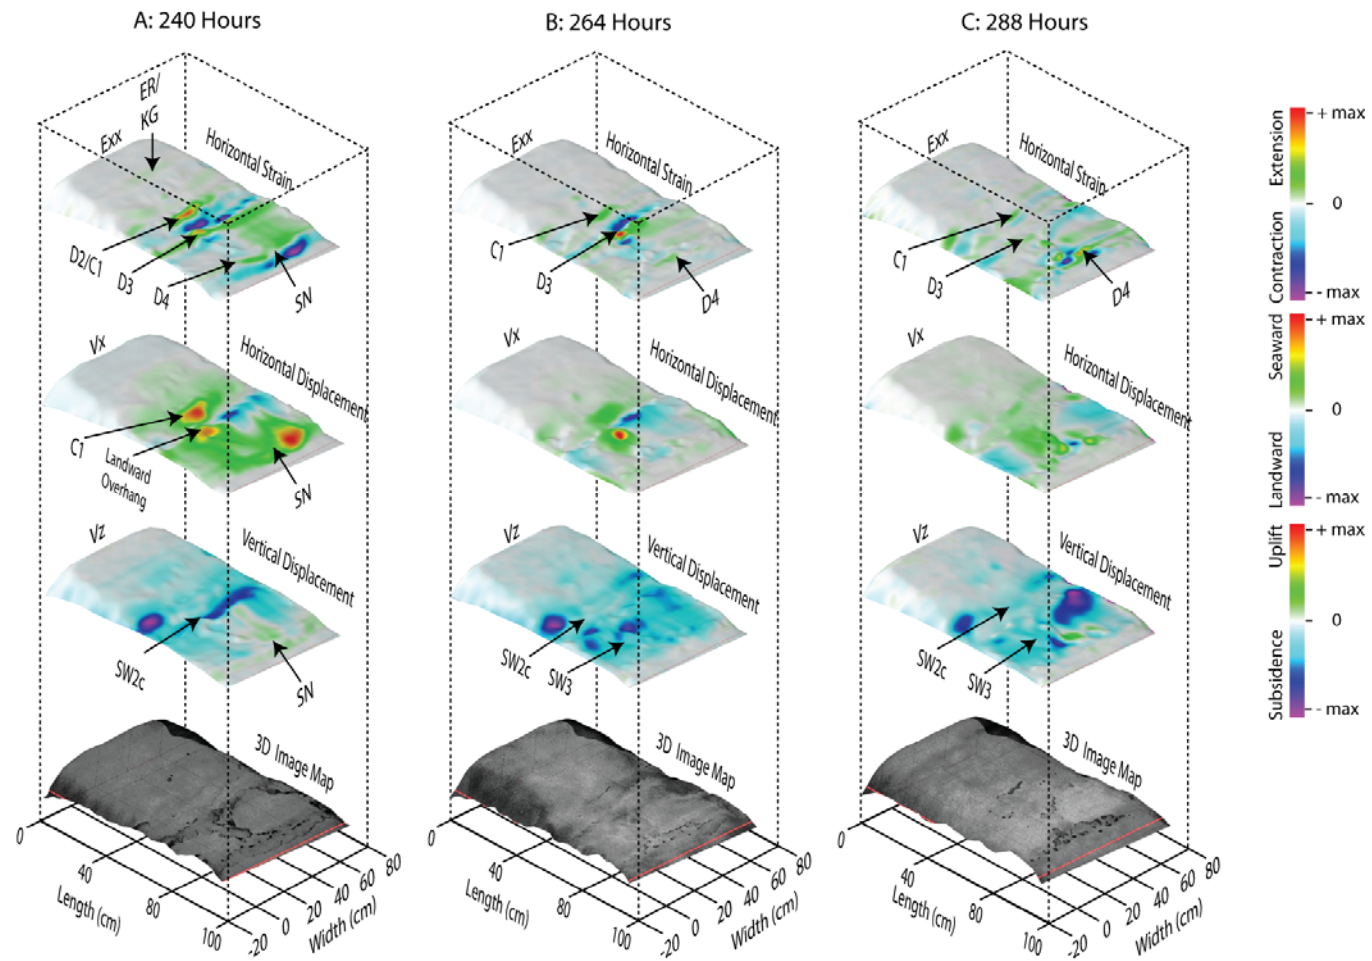 A: 240 Hours
B: 264 Hours
C: 288 Hours
ER/
KG
Exx
Horizontal Strain
D2/C1
D3
D4
SN
Vx
Horizontal Displacement
C1
Landward
Overhang
SN
Vz
Vertical Displacement
SW2c
SN
3D Image Map
0
40
80
100
Length (cm)
-20
0
20
40
60
80
Width (cm)
Exx
Horizontal Strain
C1
D3
D4
Vx
Horizontal Displacement
Vz
Vertical Displacement
SW2c
SW3
3D Image Map
0
40
80
100
Length (cm)
-20
0
20
40
60
80
Width (cm)
Exx
Horizontal Strain
C1
D3
D4
Vx
Horizontal Displacement
Vz
Vertical Displacement
SW2c
SW3
3D Image Map
0
40
80
100
Length (cm)
-20
0
20
40
60
80
Width (cm)
Extension
Contraction
+ max
0
- max
Seaward
Landward
+ max
0
- max
Uplift
Subsidence
+ max
0
- max